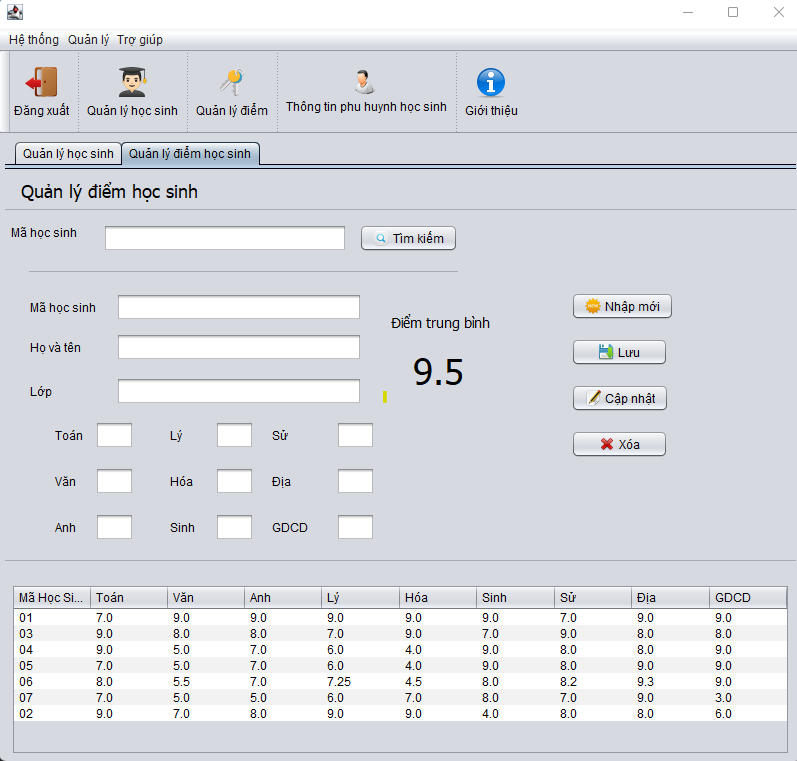 Hệ thống Quản lý Trợ giúp
Đăng xuất Quản lý học sinh Quản lý điểm Thông tin phu huynh học sinh Giới thiệu
Quản lý học sinh Quản lý điểm học sinh
Quản lý điểm học sinh
Mã học sinh Tìm kiếm
Mã học sinh Nhập mới
Điểm trung bình
Họ và tên Lưu
9.5
Lớp Cập nhật
Toán Lý Sử Xóa
Văn Hóa Địa
Anh Sinh GDCD
Mã Học Si... Toán Văn Anh Lý Hóa Sinh Sử Địa GDCD
01 7.0 9.0 9.0 9.0 9.0 9.0 7.0 9.0 9.0
03 9.0 8.0 8.0 7.0 9.0 7.0 9.0 8.0 8.0
04 9.0 5.0 7.0 6.0 4.0 9.0 8.0 8.0 9.0
05 7.0 5.0 7.0 6.0 4.0 9.0 8.0 9.0 9.0
06 8.0 5.5 7.0 7.25 4.5 8.0 8.2 9.3 9.0
07 7.0 5.0 5.0 6.0 7.0 8.0 7.0 9.0 3.0
02 9.0 7.0 8.0 9.0 9.0 4.0 8.0 8.0 6.0